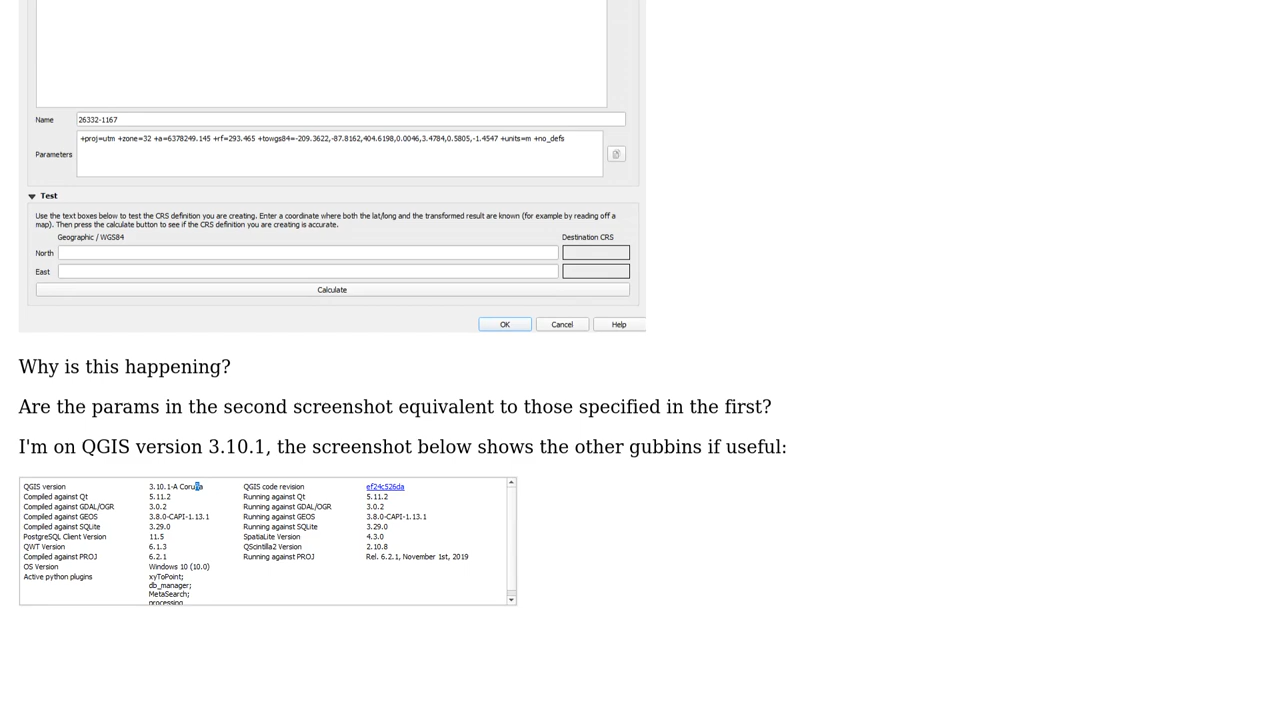 Name 26332-1167
+proj=utm +zone=32 +a=6378249.145 +rf=293.465 +towgs84=-209.3622,-87.8162,404.6198,0.0046,3.4784,0.5805,-1.4547 +units=m +no_defs
Parameters
Test
Use the text boxes below to test the CRS definition you are creating. Enter a coordinate where both the lat/long and the transformed result are known (for example by reading off a
map). Then press the calculate button to see if the CRS definition you are creating is accurate.
Geographic / WGS84 Destination CRS
North
East
Calculate
OK Cancel Help
Why is this happening?
Are the params in the second screenshot equivalent to those specified in the first?
I'm on QGIS version 3.10.1, the screenshot below shows the other gubbins if useful:
QGIS version 3.10.1-A Coruña QGIS code revision ef24c526da
Compiled against Qt 5.11.2 Running against Qt 5.11.2
Compiled against GDAL/OGR 3.0.2 Running against GDAL/OGR 3.0.2
Compiled against GEOS 3.8.0-CAPI-1.13.1 Running against GEOS 3.8.0-CAPI-1.13.1
Compiled against SQLite 3.29.0 Running against SQLite 3.29.0
PostgreSQL Client Version 11.5 SpatiaLite Version 4.3.0
QWT Version 6.1.3 QScintilla2 Version 2.10.8
Compiled against PROJ 6.2.1 Running against PROJ Rel. 6.2.1, November 1st, 2019
OS Version Windows 10 (10.0)
Active python plugins xyToPoint;
db_manager;
MetaSearch;
processing